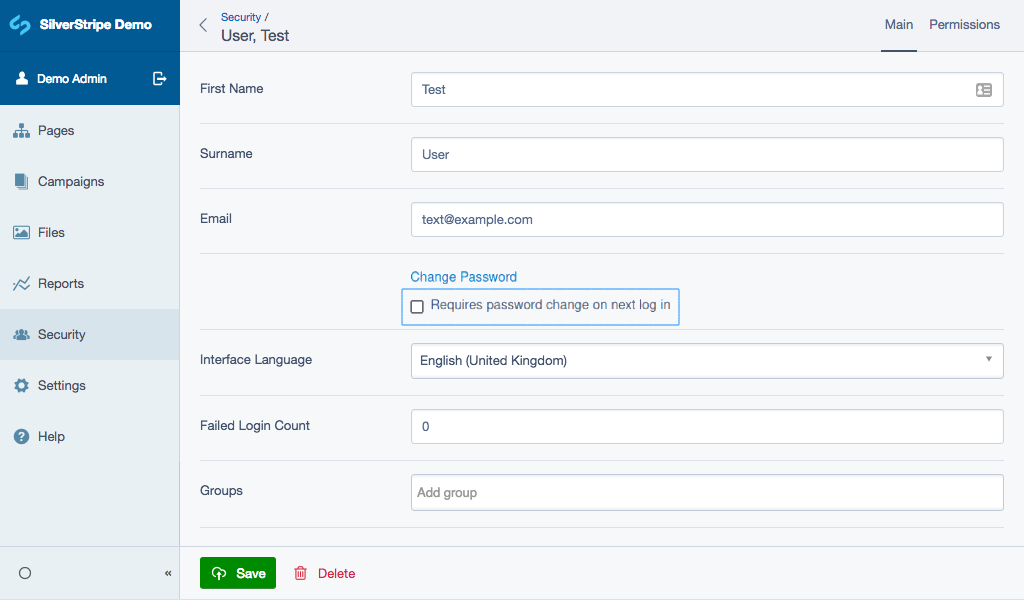 SilverStripe Demo
Demo Admin
Pages
Campaigns
Files
Reports
Security
Settings
Help
«
Security /
User, Test
Main
Permissions
First Name
Test
Surname
User
Email
text@example.com
Change Password
Requires password change on next log in
Interface Language
English (United Kingdom)
Failed Login Count
0
Groups
Add group
Save
Delete